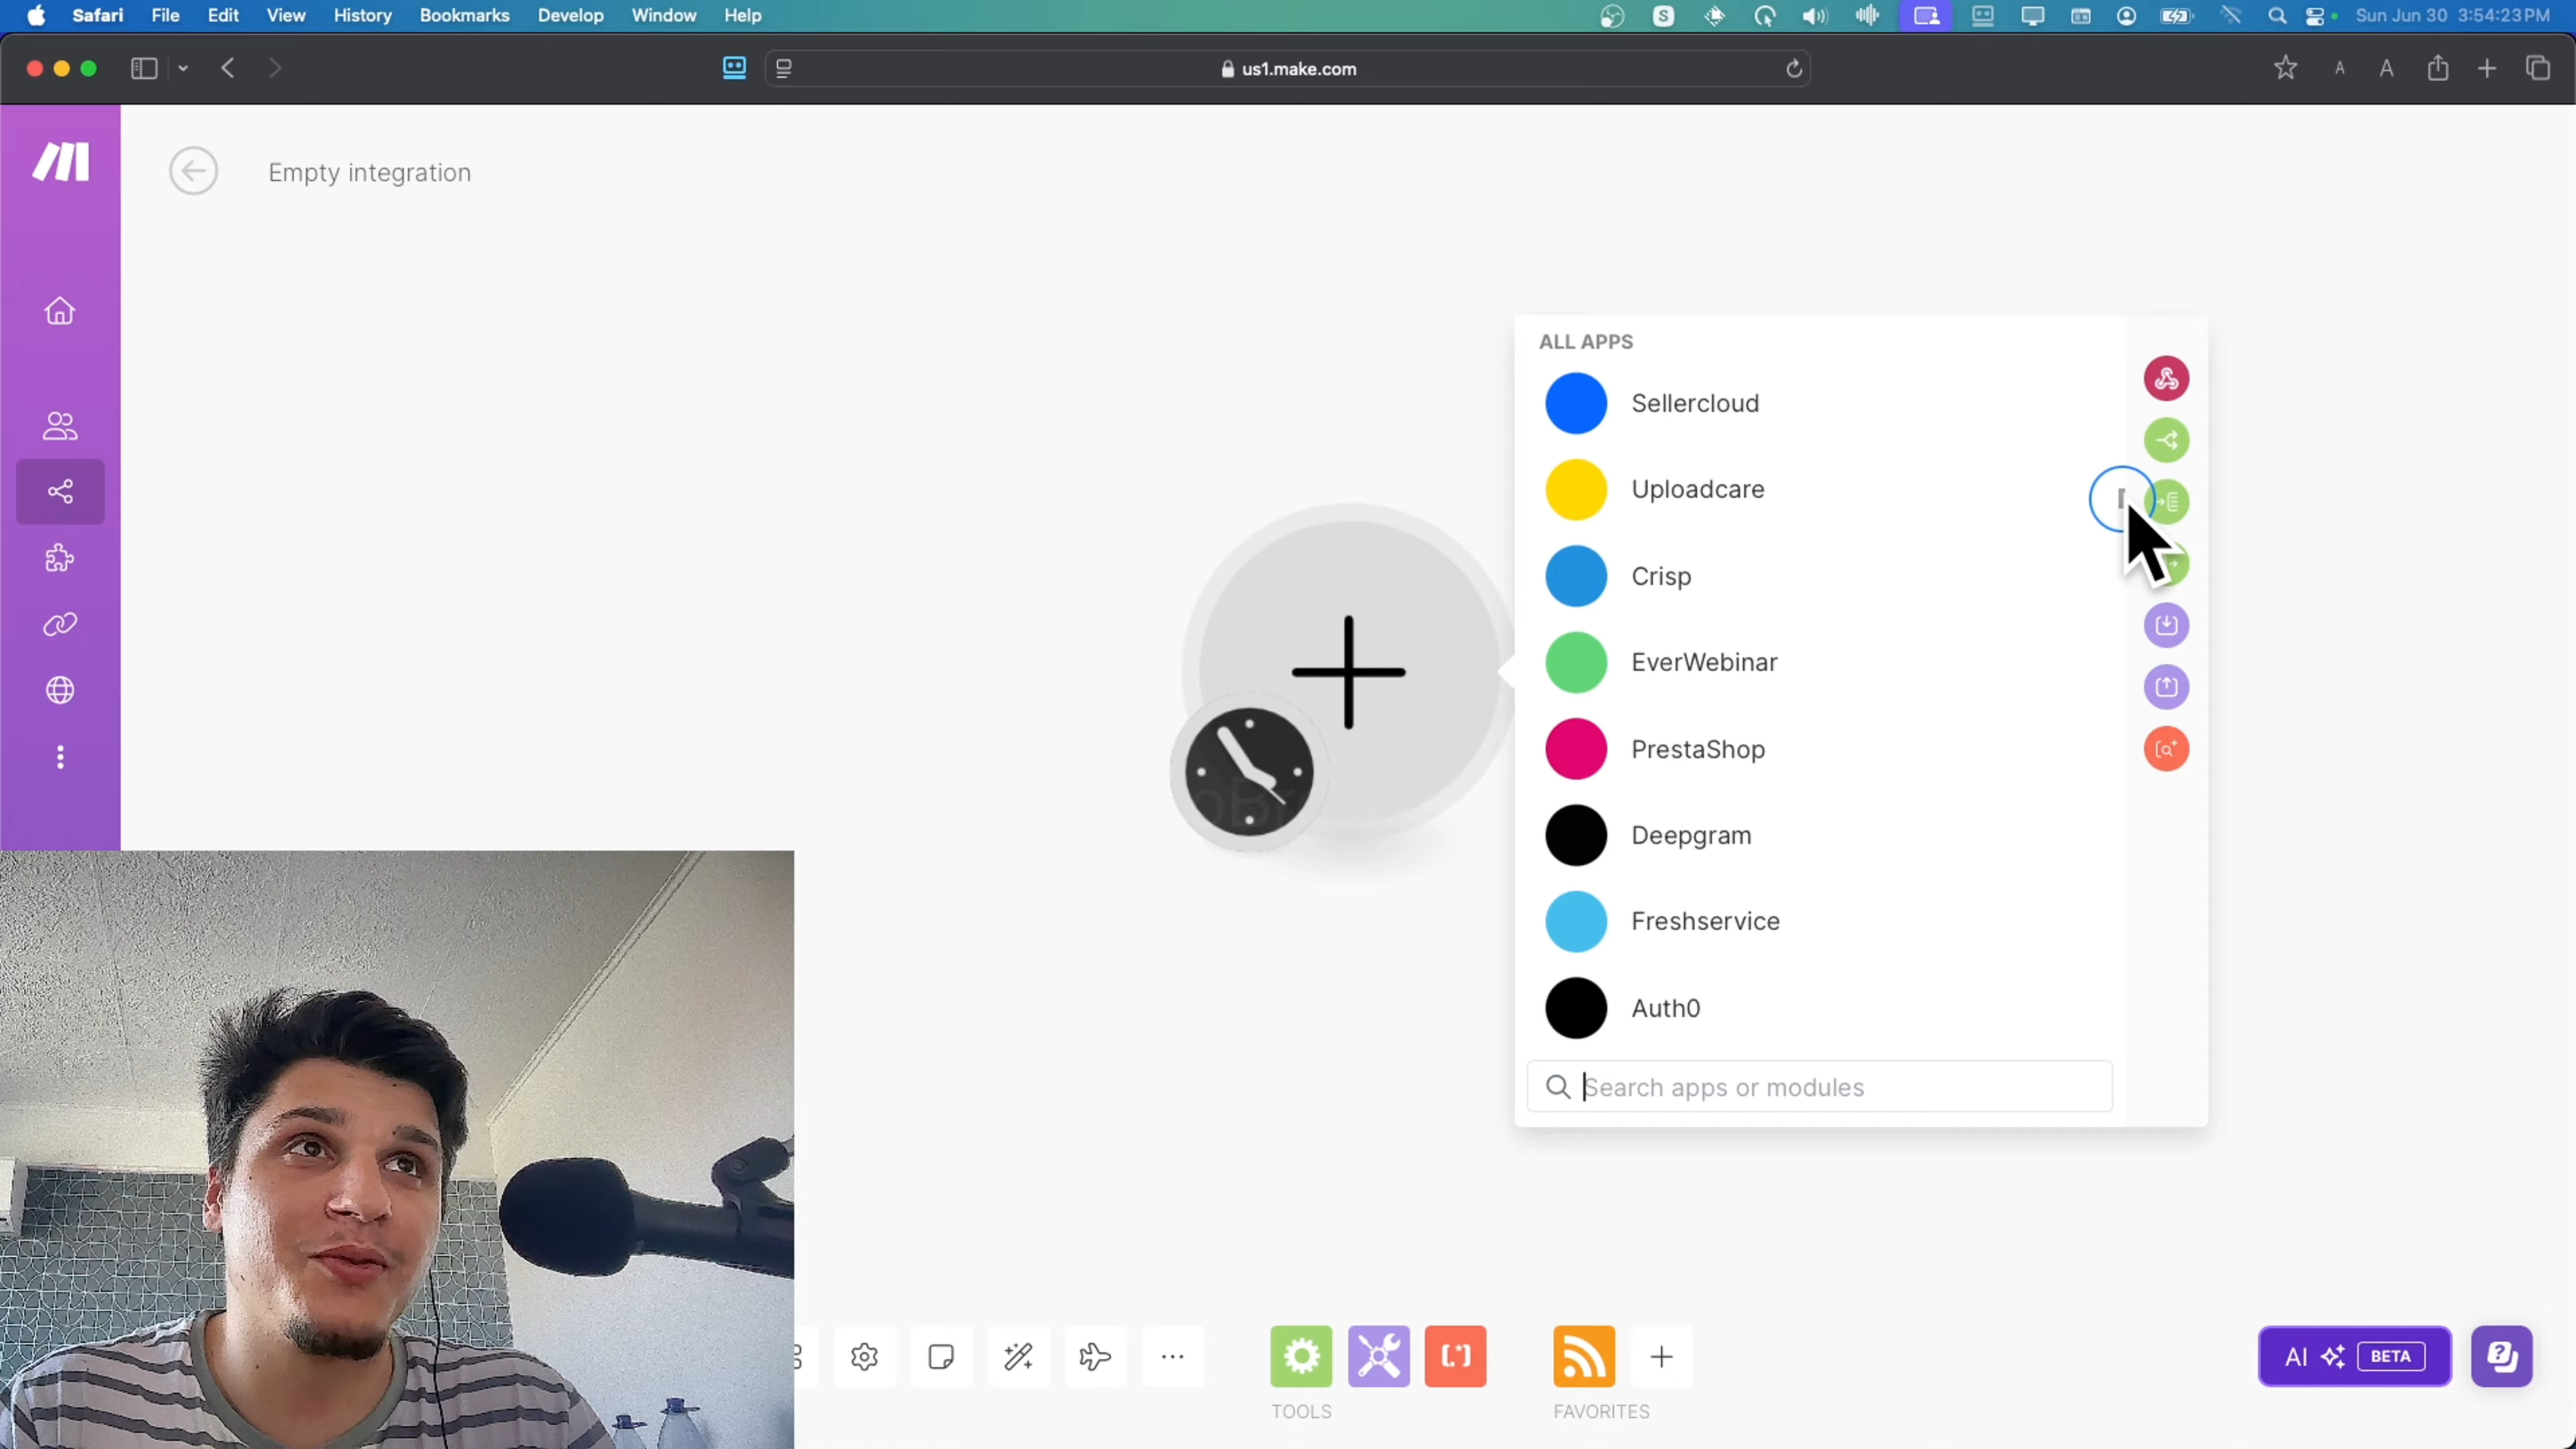 Safari File Edit View History Bookmarks Develop Window Help
S
Sun Jun 30 3:54:23 PM
us1.make.com
A A
Empty integration
ALL APPS
Sellercloud
Uploadcare
Crisp
EverWebinar
PrestaShop
Deepgram
Freshservice
Auth0
Search apps or modules
TOOLS
FAVORITES
AI BETA